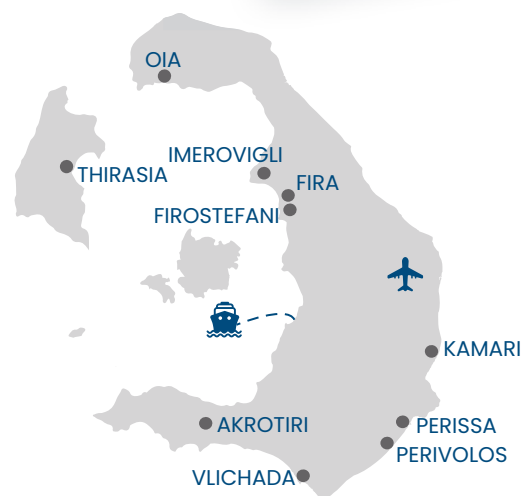 OIA
IMEROVIGLI
THIRASIA
FIRA
FIROSTEFANI
KAMARI
AKROTIRI
PERISSA
PERIVOLOS
VLICHADA